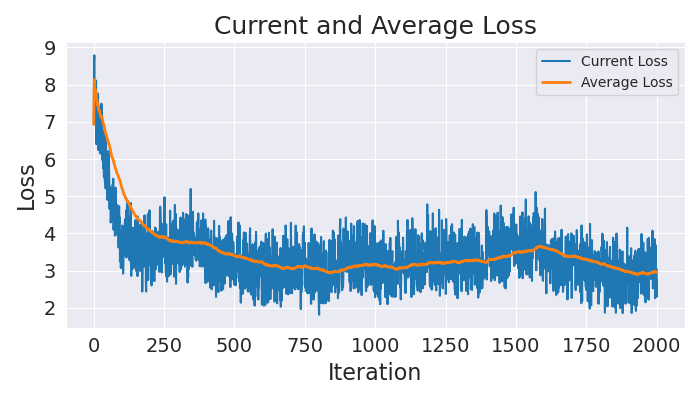 Current and Average Loss
Loss
9
8
7
6
5
4
3
2
Current Loss
Average Loss
0 250 500 750 1000 1250 1500 1750 2000
Iteration